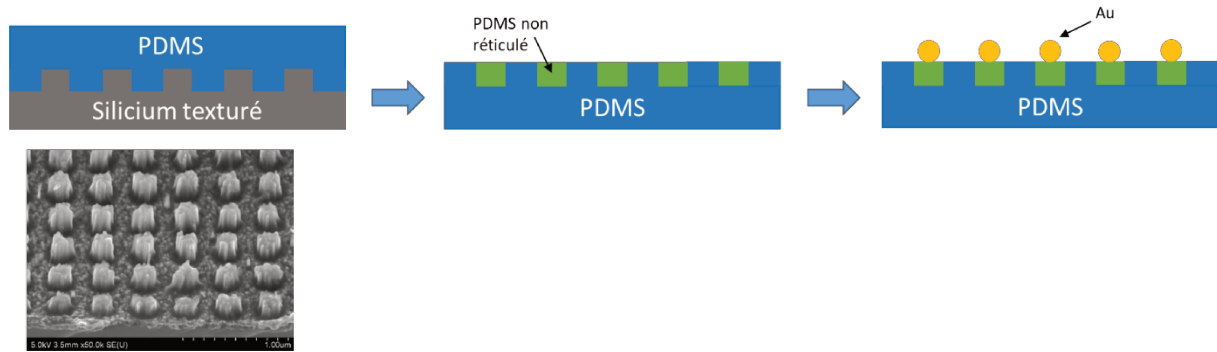 PDMS
Silicium texturé
PDMS non
réticulé
PDMS
Au
PDMS
5.0kV 3.5mm x50.0k SE(U)
1.00um